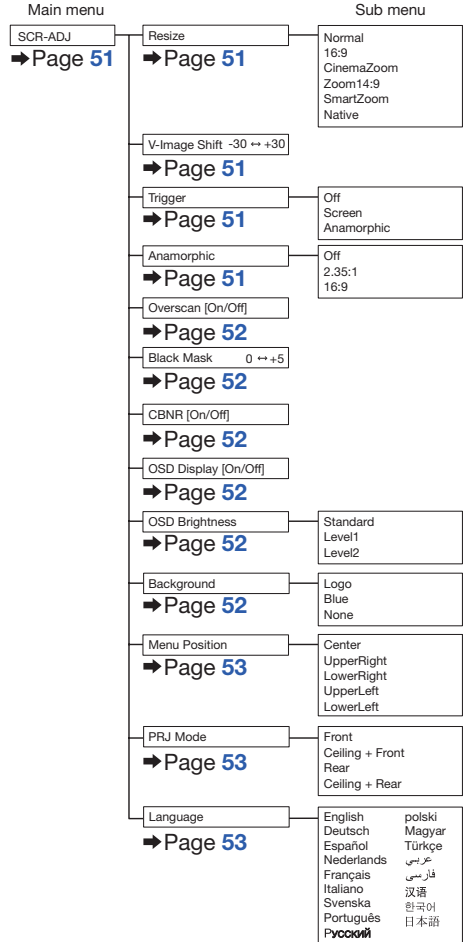 Main menu
Sub menu
SCR-ADJ
➡Page 51
Resize
➡Page 51
Normal
16:9
CinemaZoom
Zoom14:9
SmartZoom
Native
V-Image Shift -30 ↔ +30
➡Page 51
Trigger
➡Page 51
Off
Screen
Anamorphic
Anamorphic
➡Page 51
Off
2.35:1
16:9
Overscan [On/Off]
➡Page 52
Black Mask 0 ↔ +5
➡Page 52
CBNR [On/Off]
➡Page 52
OSD Display [On/Off]
➡Page 52
OSD Brightness
➡Page 52
Standard
Level1
Level2
Background
➡Page 52
Logo
Blue
None
Menu Position
➡Page 53
Center
UpperRight
LowerRight
UpperLeft
LowerLeft
PRJ Mode
➡Page 53
Front
Ceiling + Front
Rear
Ceiling + Rear
Language
➡Page 53
English
Deutsch
Español
Nederlands
Français
Italiano
Svenska
Português
Русский
polski
Magyar
Türkçe
عربي
فارسی
汉语
한국어
日本語